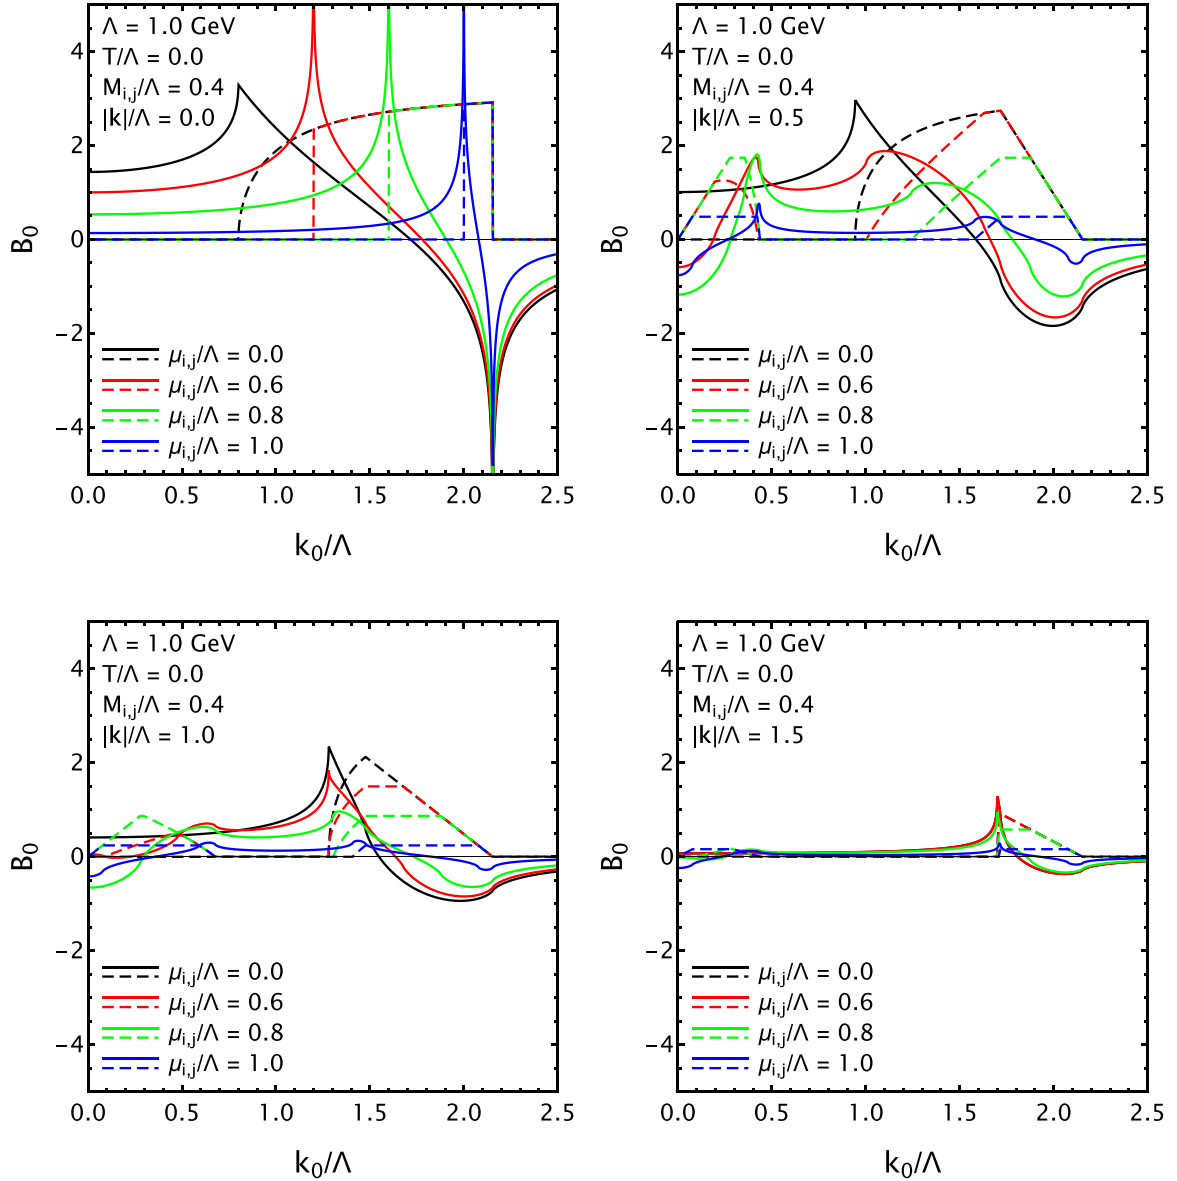 Λ = 1.0 GeV
T/Λ = 0.0
M_{i,j}/Λ = 0.4
|k|/Λ = 0.0
B_0
4
2
0
−2
−4
μ_{i,j}/Λ = 0.0
μ_{i,j}/Λ = 0.6
μ_{i,j}/Λ = 0.8
μ_{i,j}/Λ = 1.0
0.0 0.5 1.0 1.5 2.0 2.5
k_0/Λ
Λ = 1.0 GeV
T/Λ = 0.0
M_{i,j}/Λ = 0.4
|k|/Λ = 0.5
B_0
4
2
0
−2
−4
μ_{i,j}/Λ = 0.0
μ_{i,j}/Λ = 0.6
μ_{i,j}/Λ = 0.8
μ_{i,j}/Λ = 1.0
0.0 0.5 1.0 1.5 2.0 2.5
k_0/Λ
Λ = 1.0 GeV
T/Λ = 0.0
M_{i,j}/Λ = 0.4
|k|/Λ = 1.0
B_0
4
2
0
−2
−4
μ_{i,j}/Λ = 0.0
μ_{i,j}/Λ = 0.6
μ_{i,j}/Λ = 0.8
μ_{i,j}/Λ = 1.0
0.0 0.5 1.0 1.5 2.0 2.5
k_0/Λ
Λ = 1.0 GeV
T/Λ = 0.0
M_{i,j}/Λ = 0.4
|k|/Λ = 1.5
B_0
4
2
0
−2
−4
μ_{i,j}/Λ = 0.0
μ_{i,j}/Λ = 0.6
μ_{i,j}/Λ = 0.8
μ_{i,j}/Λ = 1.0
0.0 0.5 1.0 1.5 2.0 2.5
k_0/Λ